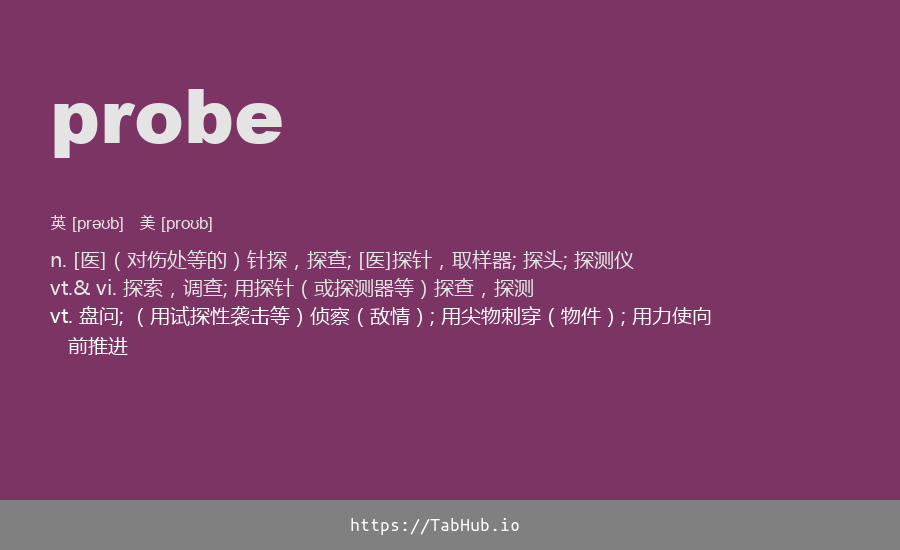 probe
英 [prəʊb] 美 [proʊb]
n. [医]（对伤处等的）针探，探查; [医]探针，取样器; 探头; 探测仪
vt.& vi. 探索，调查; 用探针（或探测器等）探查，探测
vt. 盘问; （用试探性袭击等）侦察（敌情）; 用尖物刺穿（物件）; 用力使向
前推进
https://TabHub.io